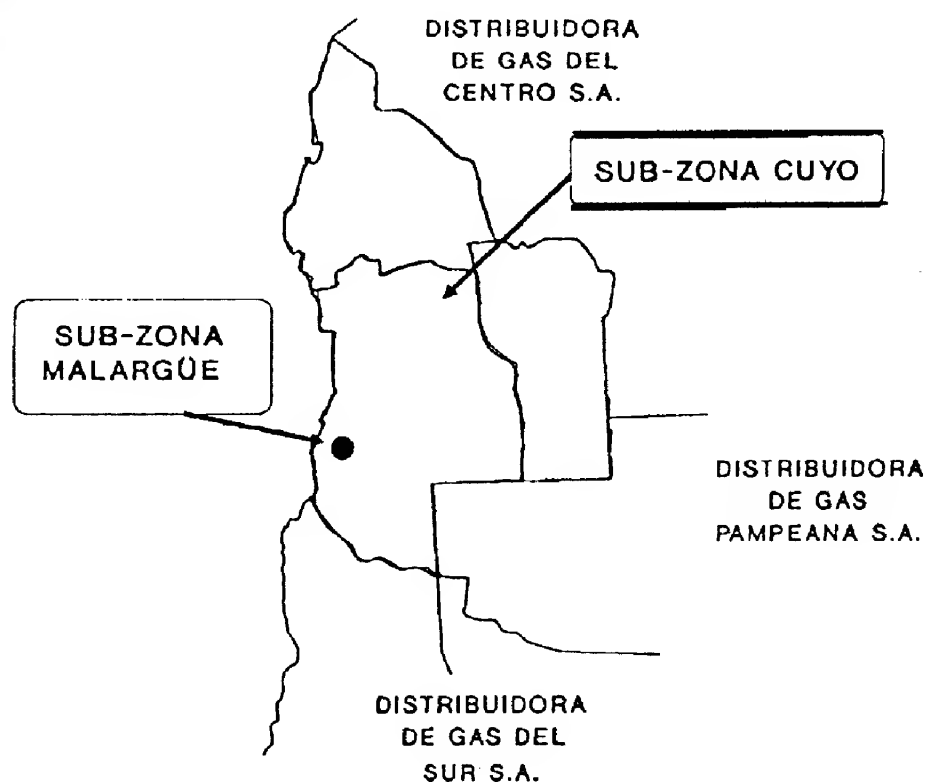 DISTRIBUIDORA
DE GAS DEL
CENTRO S.A.
SUB-ZONA CUYO
SUB-ZONA
MALARGÜE
DISTRIBUIDORA
DE GAS
PAMPEANA S.A.
DISTRIBUIDORA
DE GAS DEL
SUR S.A.